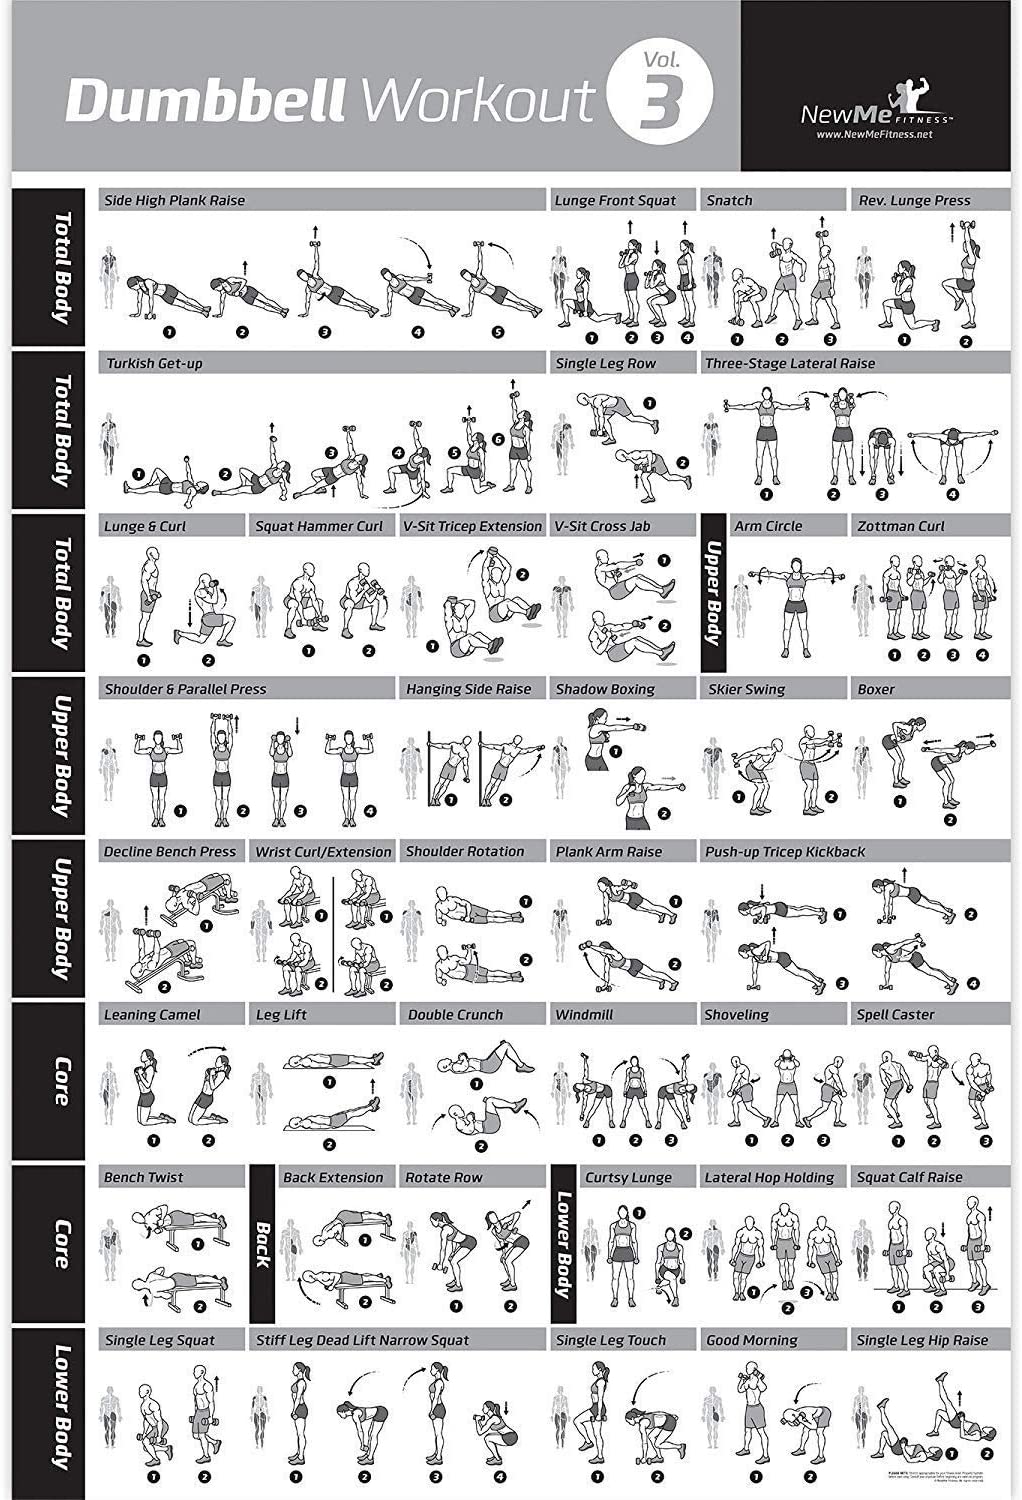 Dumbbell Workout Vol. 3
NewMe FITNESS™
www.NewMeFitness.net
Total Body
Side High Plank Raise
1 2 3 4 5
Lunge Front Squat
1 2 3 4
Snatch
1 2 3
Rev. Lunge Press
1 2
Total Body
Turkish Get-up
1 2 3 4 5 6
Single Leg Row
1
2
Three-Stage Lateral Raise
1 2 3 4
Total Body
Lunge & Curl
1 2
Squat Hammer Curl
1 2
V-Sit Tricep Extension
1 2
V-Sit Cross Jab
1
2
Upper Body
Arm Circle
Zottman Curl
1 2 3 4
Upper Body
Shoulder & Parallel Press
1 2 3 4
Hanging Side Raise
1 2
Shadow Boxing
1
2
Skier Swing
1 2
Boxer
1 2
Upper Body
Decline Bench Press
1
2
Wrist Curl/Extension
1 1
2 2
Shoulder Rotation
1
2
Plank Arm Raise
1
2
Push-up Tricep Kickback
1 2
3 4
Core
Leaning Camel
1 2
Leg Lift
1
2
Double Crunch
1
2
Windmill
1 2 3
Shoveling
1 2 3
Spell Caster
1 2 3
Core
Bench Twist
1
2
Back
Back Extension
1
2
Rotate Row
1 2
Lower Body
Curtsy Lunge
1 2
Lateral Hop Holding
1 2 3
Squat Calf Raise
1 2 3
Lower Body
Single Leg Squat
1 2
Stiff Leg Dead Lift Narrow Squat
1 2 3 4
Single Leg Touch
1 2
Good Morning
1 2
Single Leg Hip Raise
1 2